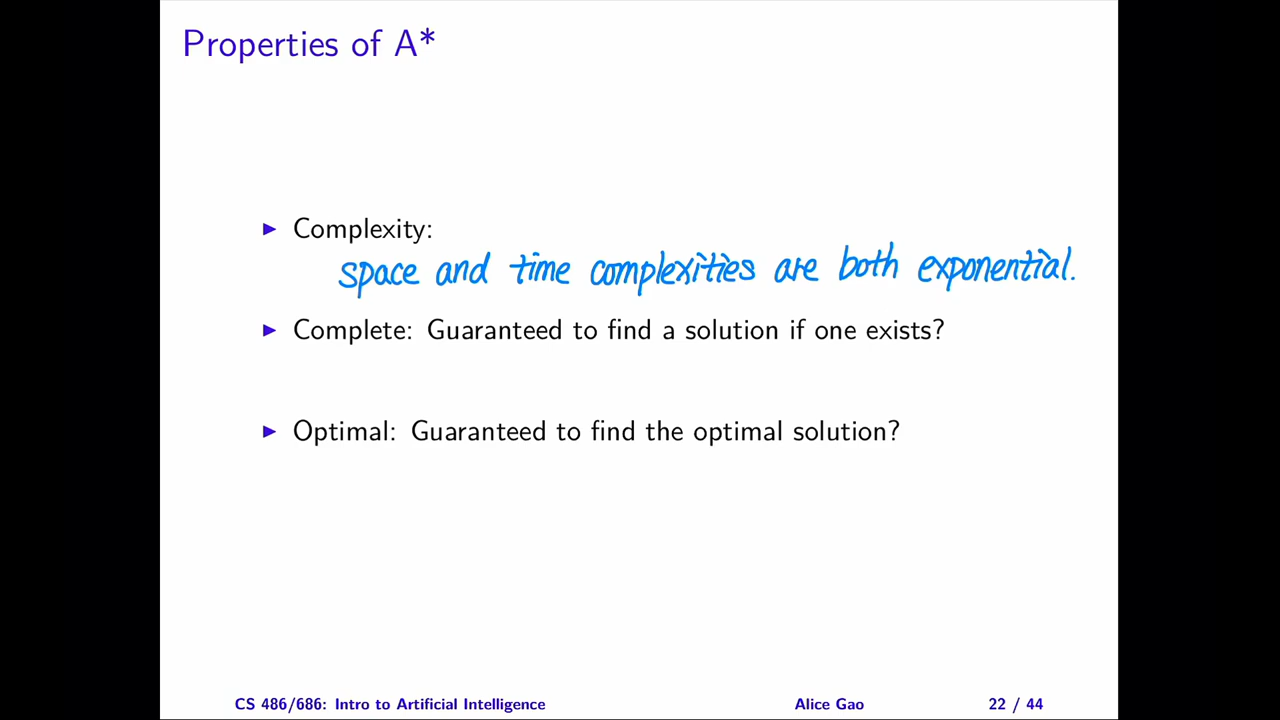 Properties of A*
▶ Complexity:
space and time complexities are both exponential.
▶ Complete: Guaranteed to find a solution if one exists?
▶ Optimal: Guaranteed to find the optimal solution?
CS 486/686: Intro to Artificial Intelligence Alice Gao 22 / 44